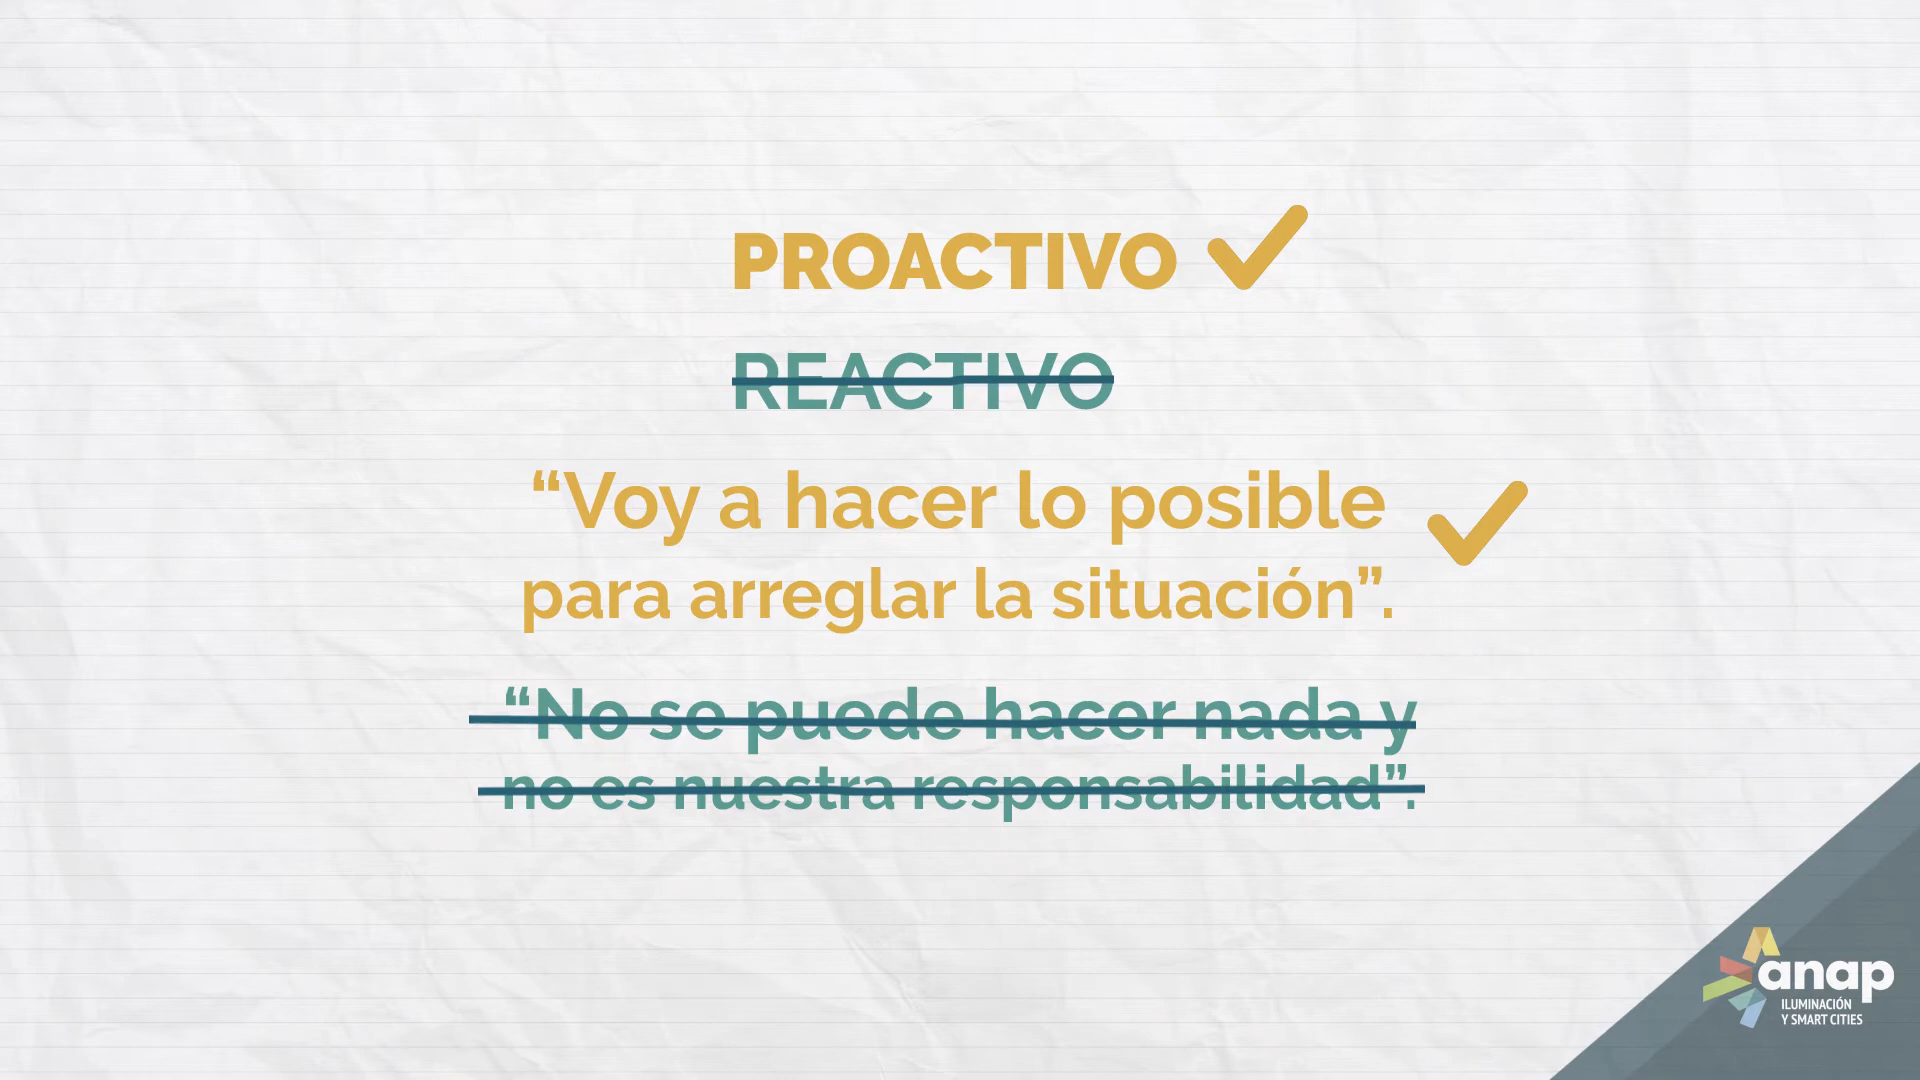 PROACTIVO
REACTIVO
“Voy a hacer lo posible
para arreglar la situación”.
“No se puede hacer nada y
no es nuestra responsabilidad”.
anap
ILUMINACIÓN
Y SMART CITIES